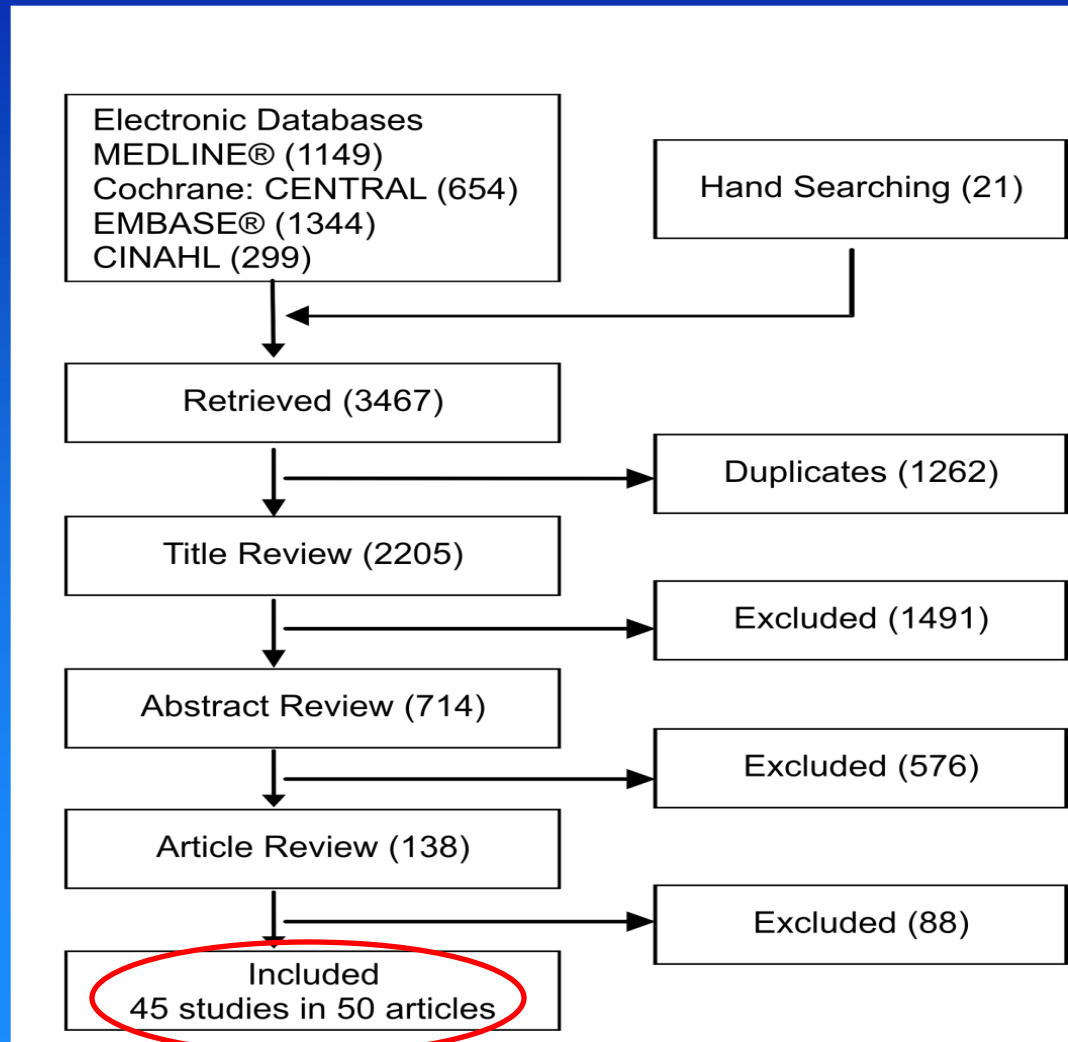 Electronic Databases
MEDLINE® (1149)
Cochrane: CENTRAL (654)
EMBASE® (1344)
CINAHL (299)
Hand Searching (21)
Retrieved (3467)
Duplicates (1262)
Title Review (2205)
Excluded (1491)
Abstract Review (714)
Excluded (576)
Article Review (138)
Excluded (88)
Included
45 studies in 50 articles